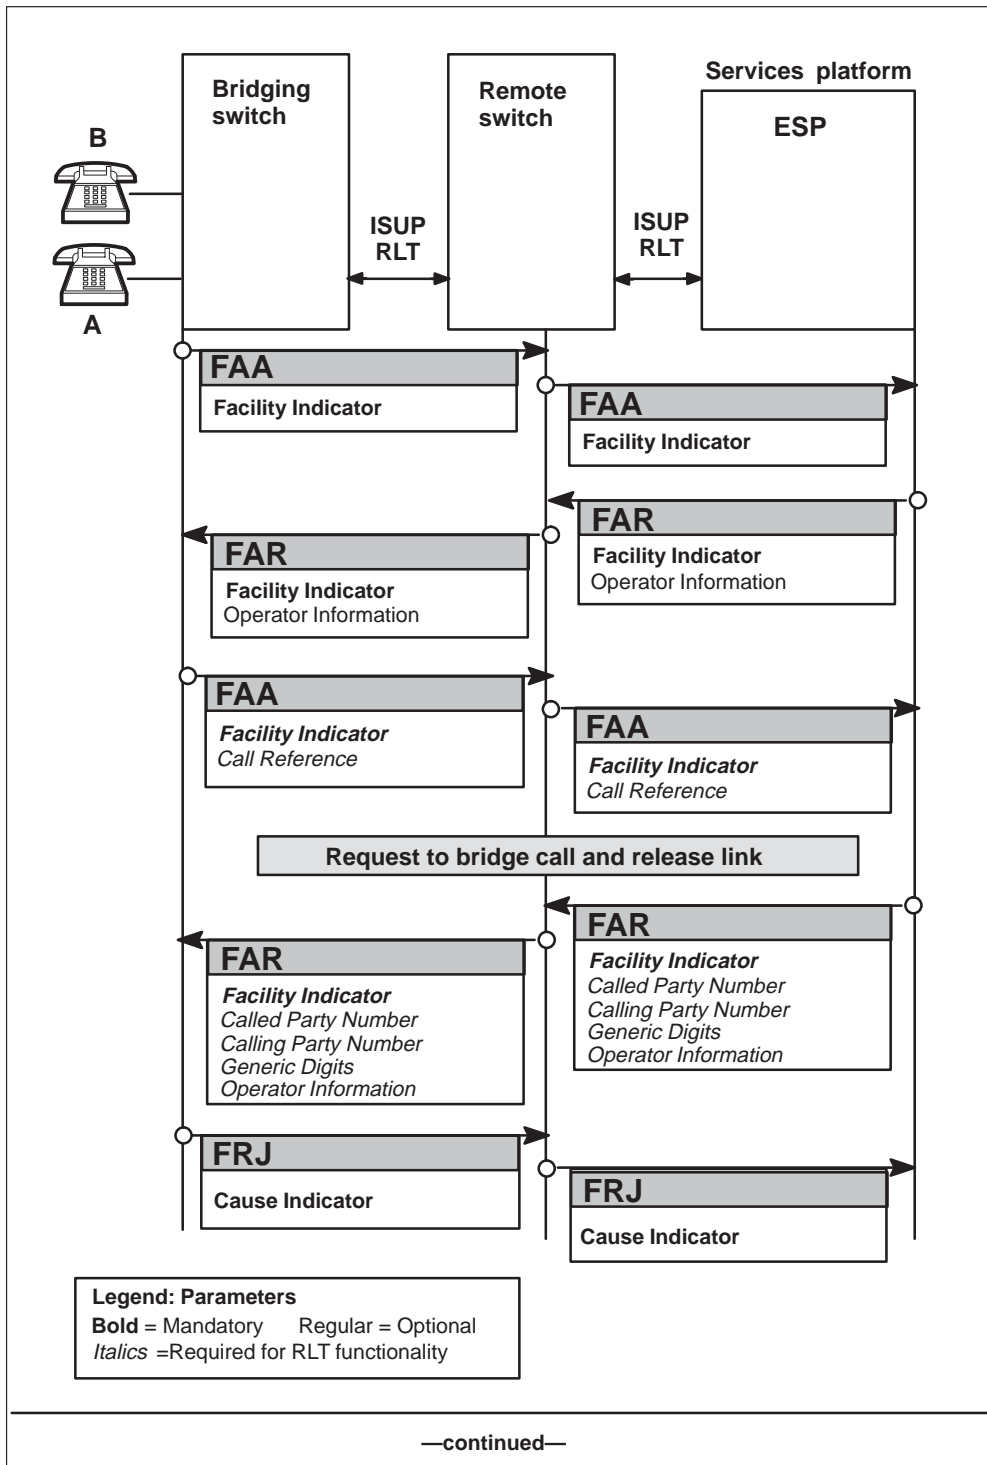 Services platform
Bridging
switch
Remote
switch
ESP
B
ISUP
RLT
ISUP
RLT
A
FAA
Facility Indicator
FAA
Facility Indicator
FAR
Facility Indicator
Operator Information
FAR
Facility Indicator
Operator Information
FAA
Facility Indicator
Call Reference
FAA
Facility Indicator
Call Reference
Request to bridge call and release link
FAR
Facility Indicator
Called Party Number
Calling Party Number
Generic Digits
Operator Information
FAR
Facility Indicator
Called Party Number
Calling Party Number
Generic Digits
Operator Information
FRJ
Cause Indicator
FRJ
Cause Indicator
Legend: Parameters
Bold = Mandatory Regular = Optional
Italics =Required for RLT functionality
—continued—